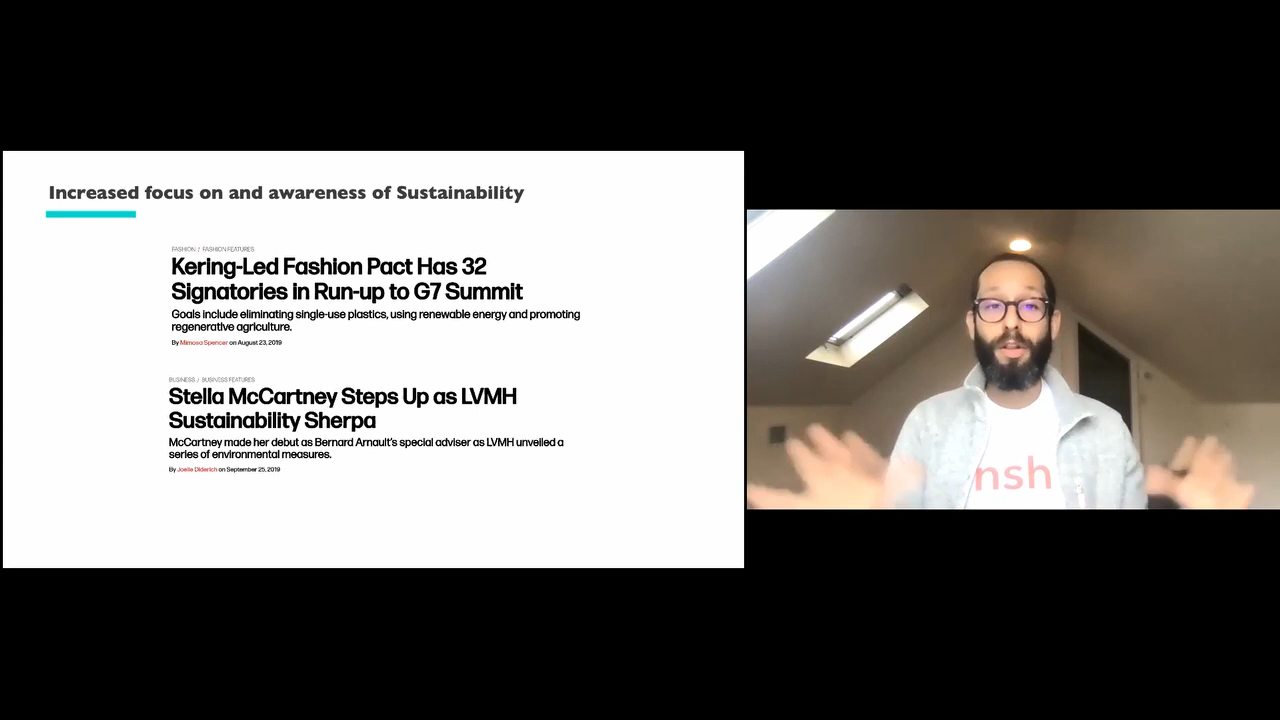 Increased focus on and awareness of Sustainability
FASHION / FASHION FEATURES
Kering-Led Fashion Pact Has 32
Signatories in Run-up to G7 Summit
Goals include eliminating single-use plastics, using renewable energy and promoting
regenerative agriculture.
By Mimosa Spencer on August 23, 2019
BUSINESS / BUSINESS FEATURES
Stella McCartney Steps Up as LVMH
Sustainability Sherpa
McCartney made her debut as Bernard Arnault's special adviser as LVMH unveiled a
series of environmental measures.
By Joelle Diderich on September 25, 2019
nsh